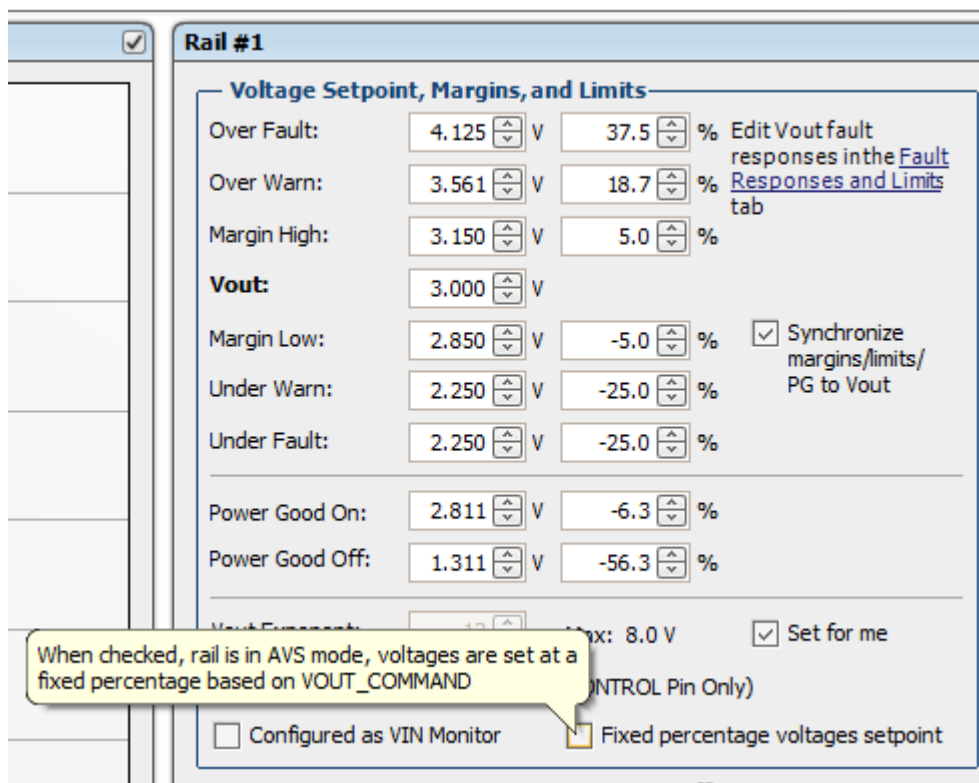 Rail #1
Voltage Setpoint, Margins, and Limits
Over Fault: 4.125 V 37.5 % Edit Vout fault
responses in the Fault
Over Warn: 3.561 V 18.7 % Responses and Limits
tab
Margin High: 3.150 V 5.0 %
Vout: 3.000 V
Margin Low: 2.850 V -5.0 % Synchronize
margins/limits/
Under Warn: 2.250 V -25.0 % PG to Vout
Under Fault: 2.250 V -25.0 %
Power Good On: 2.811 V -6.3 %
Power Good Off: 1.311 V -56.3 %
Vout Exponent: Max: 8.0 V Set for me
When checked, rail is in AVS mode, voltages are set at a
fixed percentage based on VOUT_COMMAND
CONTROL Pin Only)
Configured as VIN Monitor Fixed percentage voltages setpoint